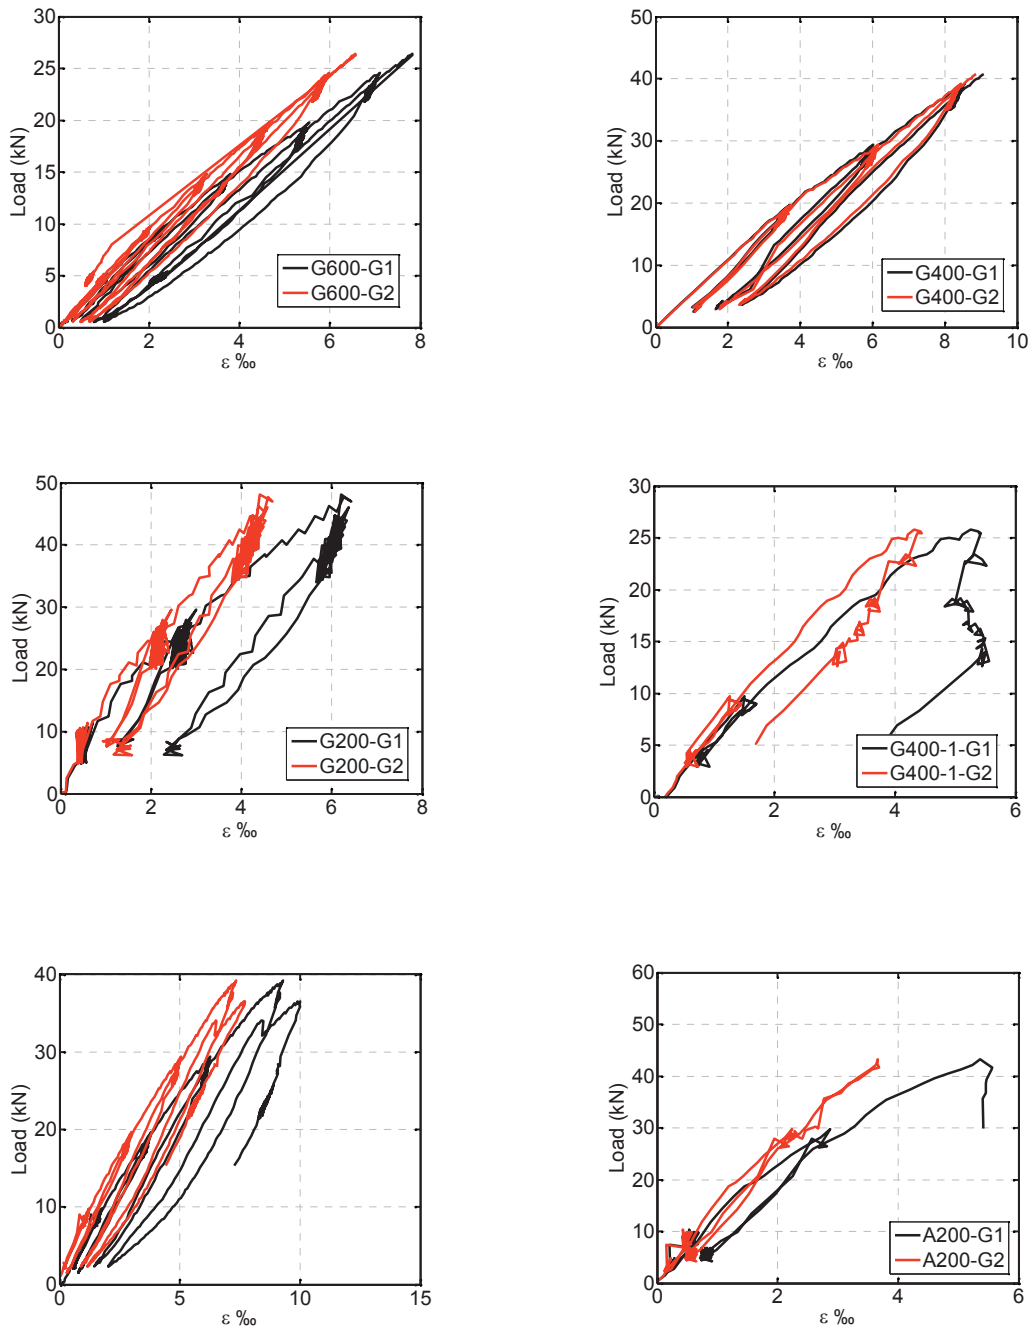 30
25
20
15
10
5
0
Load (kN)
0 2 4 6 8
ε ‰
G600-G1
G600-G2
50
40
30
20
10
0
Load (kN)
0 2 4 6 8 10
ε ‰
G400-G1
G400-G2
50
40
30
20
10
0
Load (kN)
0 2 4 6 8
ε ‰
G200-G1
G200-G2
30
25
20
15
10
5
0
Load (kN)
0 2 4 6
ε ‰
G400-1-G1
G400-1-G2
40
30
20
10
0
Load (kN)
0 5 10 15
ε ‰
60
50
40
30
20
10
0
Load (kN)
0 2 4 6
ε ‰
A200-G1
A200-G2